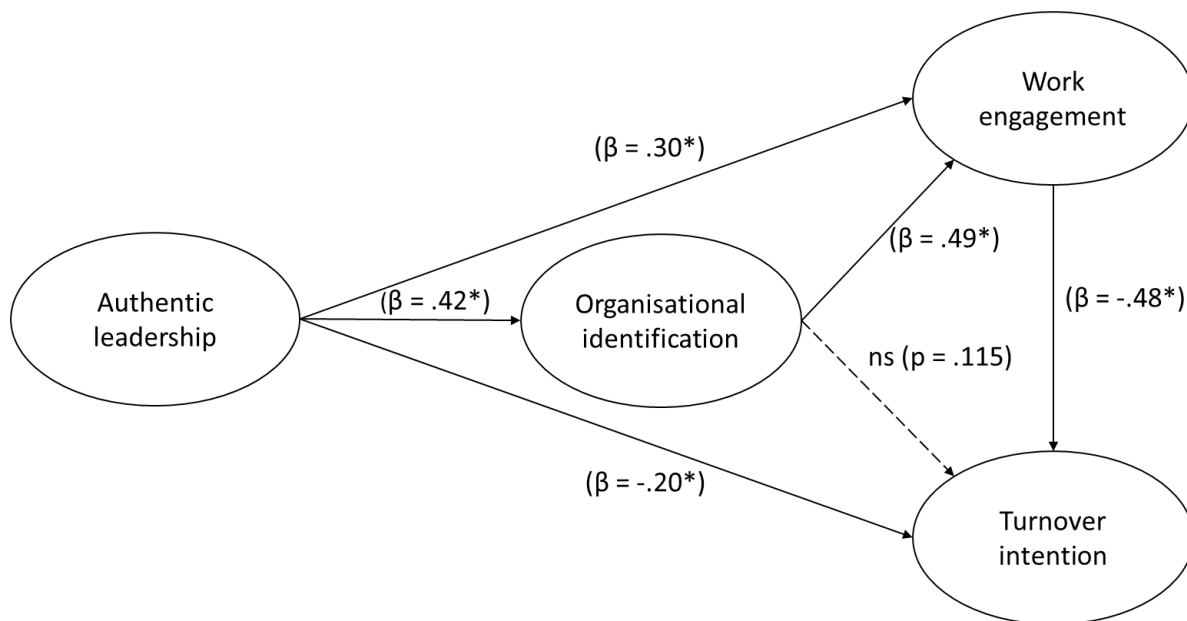 Work
engagement
(β = .30*)
(β = .49*)
Authentic
leadership
(β = .42*)
Organisational
identification
(β = -.48*)
ns (p = .115)
(β = -.20*)
Turnover
intention